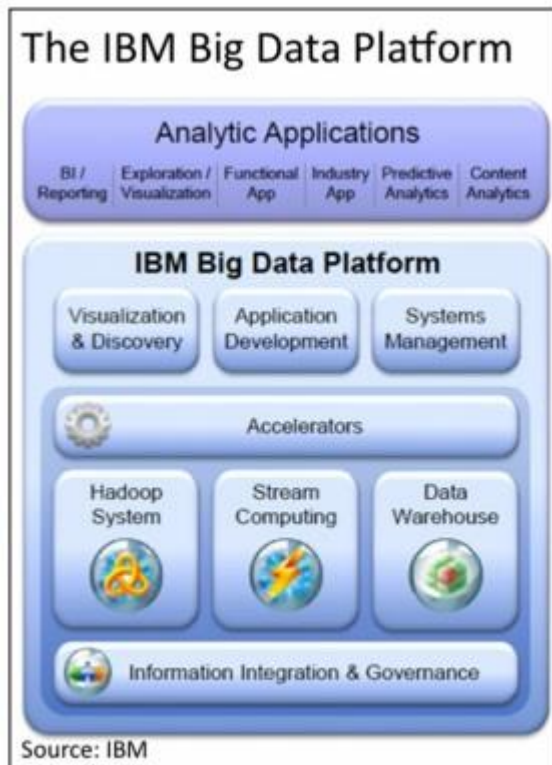 The IBM Big Data Platform
Analytic Applications
BI / Reporting
Exploration / Visualization
Functional App
Industry App
Predictive Analytics
Content Analytics
IBM Big Data Platform
Visualization & Discovery
Application Development
Systems Management
Accelerators
Hadoop System
Stream Computing
Data Warehouse
Information Integration & Governance
Source: IBM